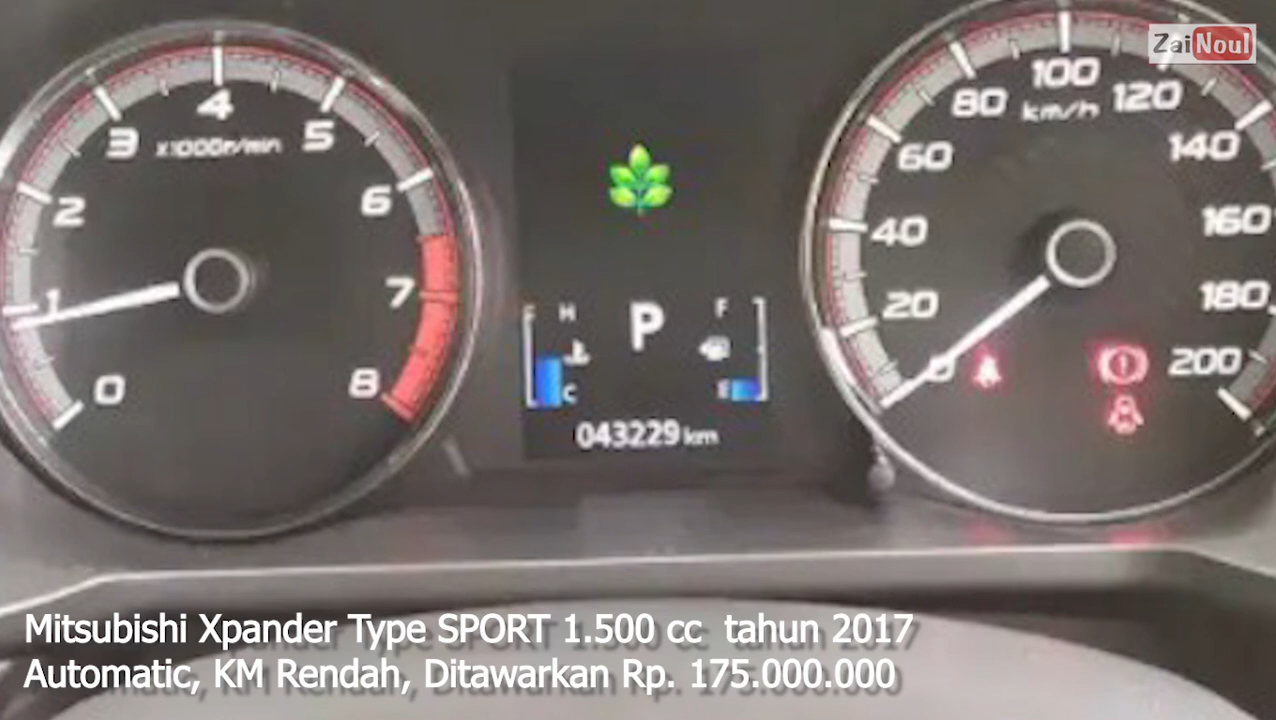 ZaiNoul
0
1
2
3
4
5
6
7
8
x1000r/min
H
C
P
F
E
043229 km
0
20
40
60
80
100
120
140
160
180
200
km/h
Mitsubishi Xpander Type SPORT 1.500 cc tahun 2017
Automatic, KM Rendah, Ditawarkan Rp. 175.000.000